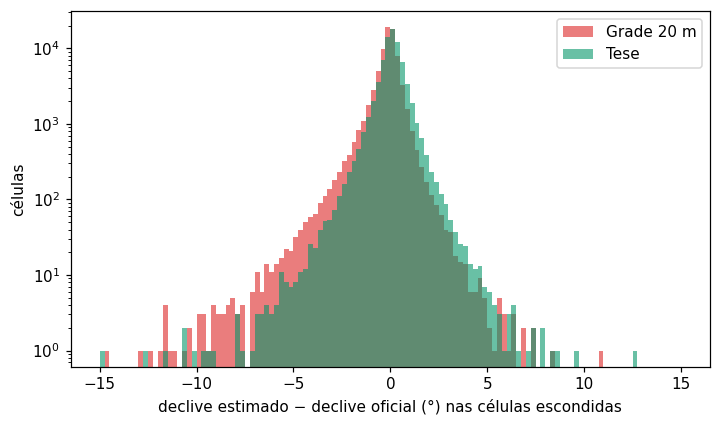 Grade 20 m
Tese
células
10⁴
10³
10²
10¹
10⁰
−15 −10 −5 0 5 10 15
declive estimado − declive oficial (°) nas células escondidas